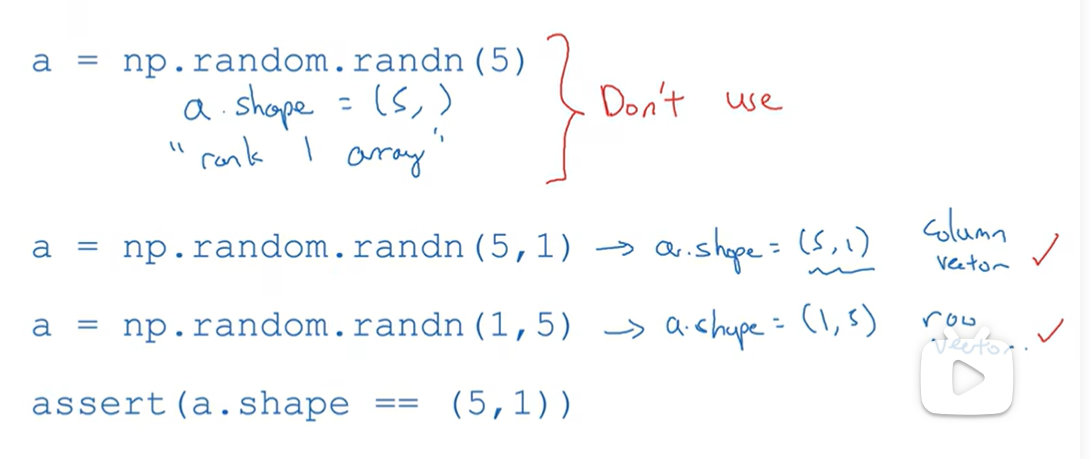 a = np.random.randn(5)
a.shape = (5,)
"rank 1 array"
Don't use
a = np.random.randn(5,1) → a.shape = (5,1) column vector ✓
a = np.random.randn(1,5) → a.shape = (1,5) row vector. ✓
assert(a.shape == (5,1))